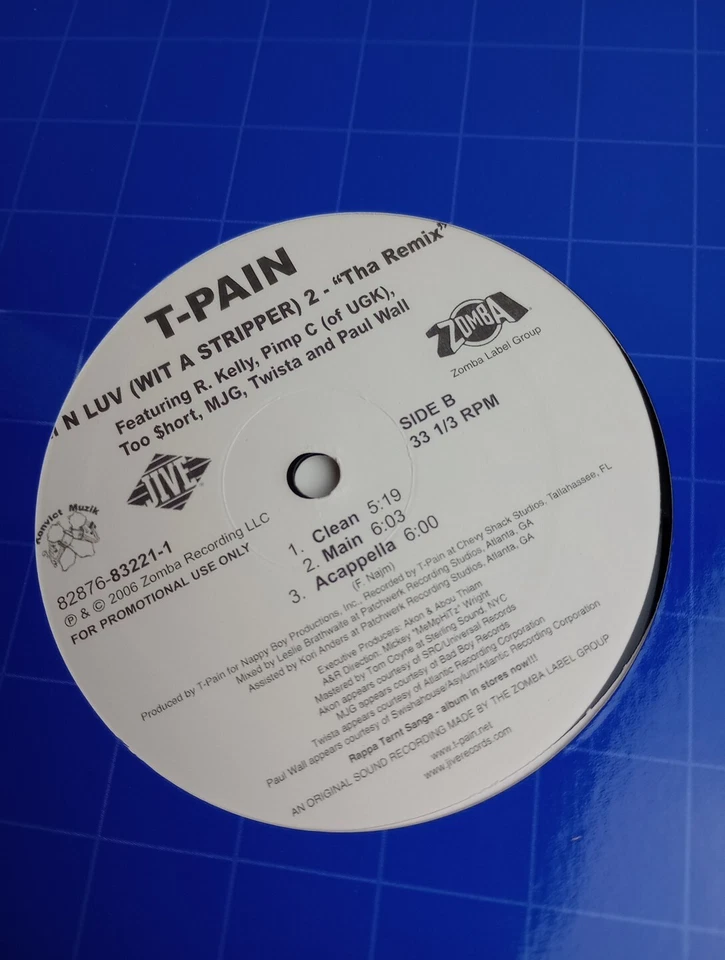 T-PAIN
N LUV (WIT A STRIPPER) 2 - “Tha Remix”
Featuring R. Kelly, Pimp C (of UGK),
Too $hort, MJG, Twista and Paul Wall
ZOMBA
Zomba Label Group
JIVE
SIDE B
33 1/3 RPM
Konvict Muzik
82876-83221-1
℗ & © 2006 Zomba Recording LLC
FOR PROMOTIONAL USE ONLY
1. Clean 5:19
2. Main 6:03
3. Acappella 6:00
(F. Najm)
Produced by T-Pain for Nappy Boy Productions, Inc., Recorded by T-Pain at Chevy Shack Studios, Tallahassee, FL
Mixed by Leslie Brathwaite at Patchwerk Recording Studios, Atlanta, GA
Assisted by Kori Anders at Patchwerk Recording Studios, Atlanta, GA
Executive Producers: Akon & Abou Thiam
A&R Direction: Mickey "MeMpHiTz" Wright
Mastered by Tom Coyne at Sterling Sound, NYC
Akon appears courtesy of SRC/Universal Records
MJG appears courtesy of Bad Boy Records
Twista appears courtesy of Atlantic Recording Corporation
Paul Wall appears courtesy of Swishahouse/Asylum/Atlantic Recording Corporation
Rappa Ternt Sanga - album in stores now!!!
AN ORIGINAL SOUND RECORDING MADE BY THE ZOMBA LABEL GROUP
www.t-pain.net
www.jiverecords.com